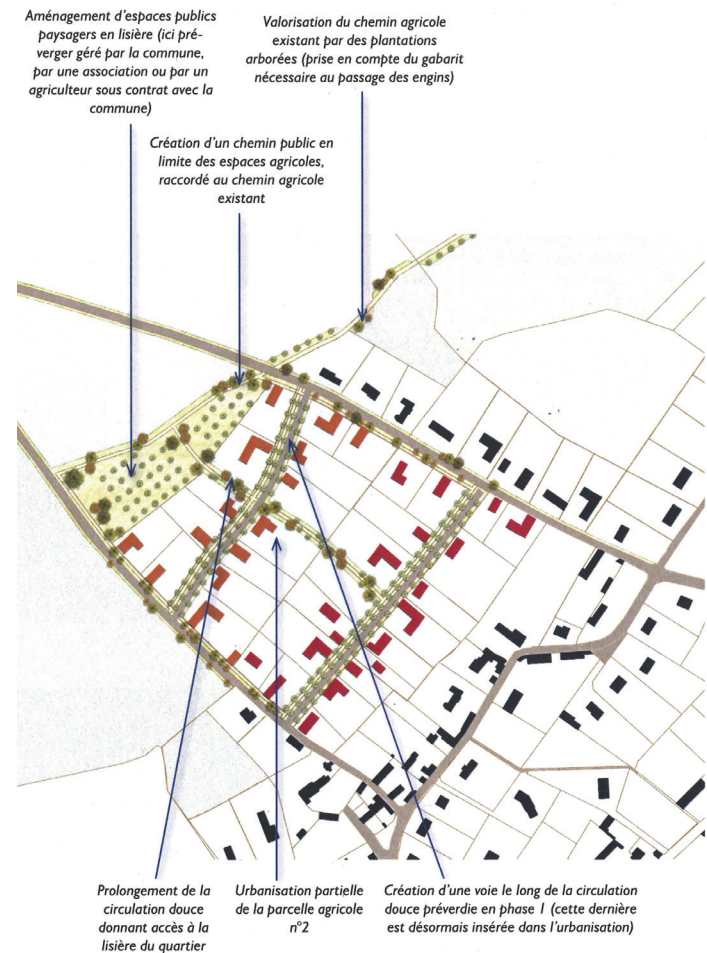 Aménagement d'espaces publics
paysagers en lisière (ici pré-
verger géré par la commune,
par une association ou par un
agriculteur sous contrat avec la
commune)
Valorisation du chemin agricole
existant par des plantations
arborées (prise en compte du gabarit
nécessaire au passage des engins)
Création d'un chemin public en
limite des espaces agricoles,
raccordé au chemin agricole
existant
Prolongement de la
circulation douce
donnant accès à la
lisière du quartier
Urbanisation partielle
de la parcelle agricole
n°2
Création d'une voie le long de la circulation
douce préverdie en phase 1 (cette dernière
est désormais insérée dans l'urbanisation)